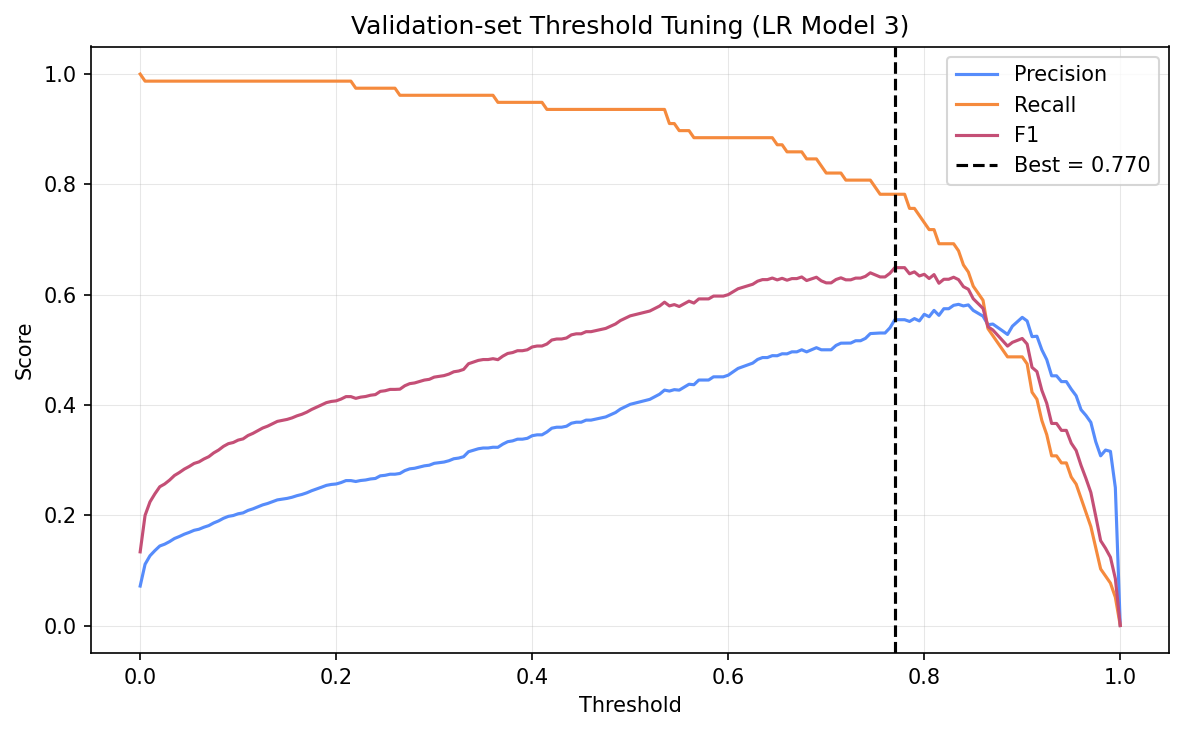 Validation-set Threshold Tuning (LR Model 3)
Precision
Recall
F1
Best = 0.770
Score
1.0
0.8
0.6
0.4
0.2
0.0
0.0 0.2 0.4 0.6 0.8 1.0
Threshold